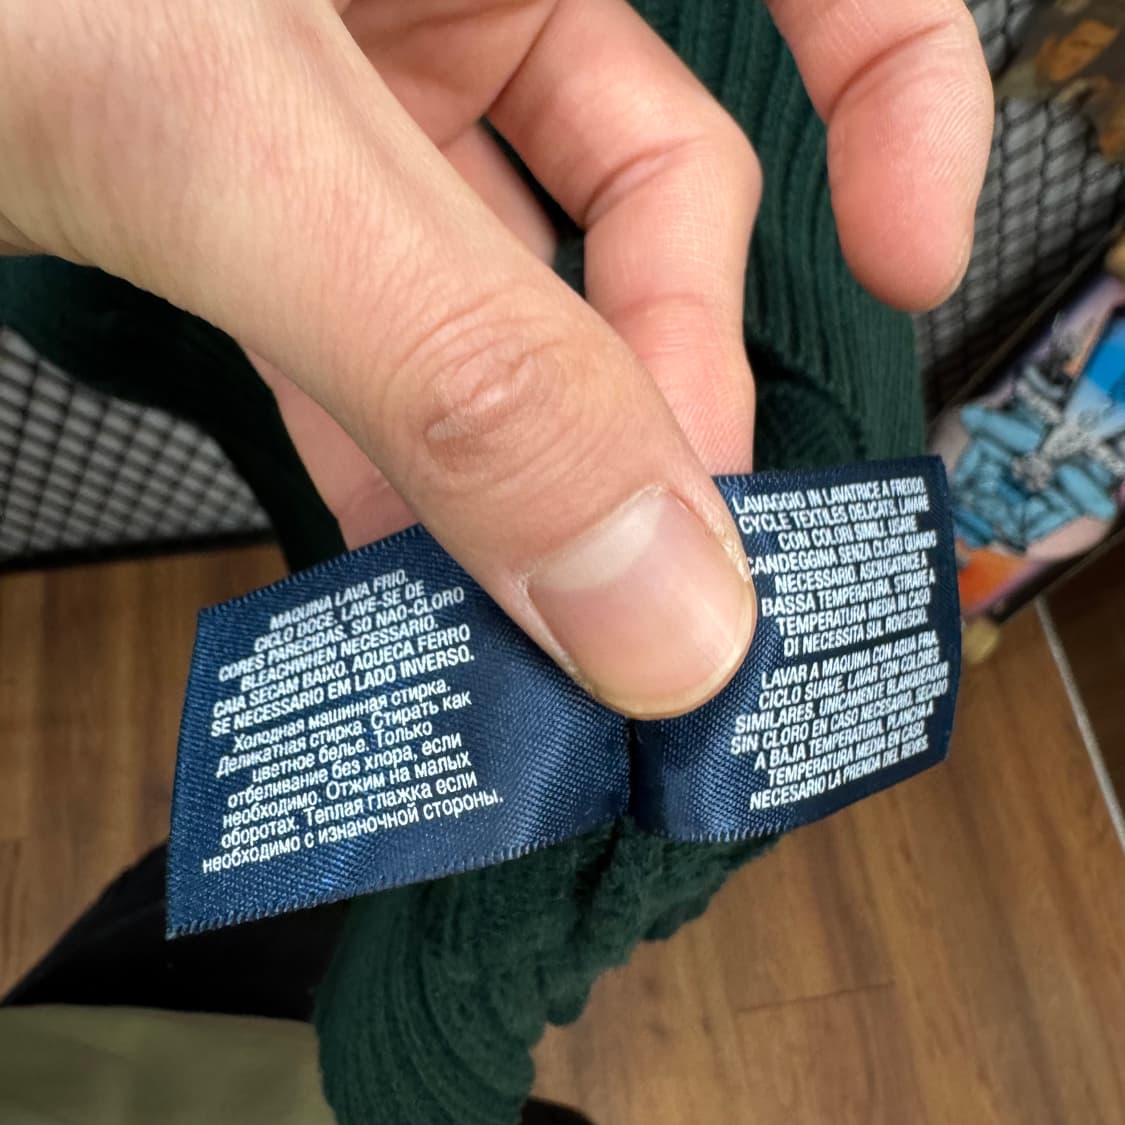 MAQUINA LAVA FRIO.
CICLO DOCE. LAVE-SE DE
CORES PARECIDAS. SO NAO-CLORO
BLEACHWHEN NECESSARIO.
CAIA SECAM BAIXO. AQUECA FERRO
SE NECESSARIO EM LADO INVERSO.
Холодная машинная стирка.
Деликатная стирка. Стирать как
цветное белье. Только
отбеливание без хлора, если
необходимо. Отжим на малых
оборотах. Теплая глажка если
необходимо с изнаночной стороны.
LAVAGGIO IN LAVATRICE A FREDDO
CYCLE TEXTILES DELICATS. LAVARE
CON COLORI SIMILI. USARE
CANDEGGINA SENZA CLORO QUANDO
NECESSARIO. ASCIUGATRICE A
BASSA TEMPERATURA. STIRARE A
TEMPERATURA MEDIA IN CASO
DI NECESSITA SUL ROVESCIO.
LAVAR A MAQUINA CON AGUA FRIA.
CICLO SUAVE. LAVAR CON COLORES
SIMILARES. UNICAMENTE BLANQUEADOR
SIN CLORO EN CASO NECESARIO. SECADO
A BAJA TEMPERATURA. PLANCHA A
TEMPERATURA MEDIA EN CASO
NECESARIO LA PRENDA DEL REVES.